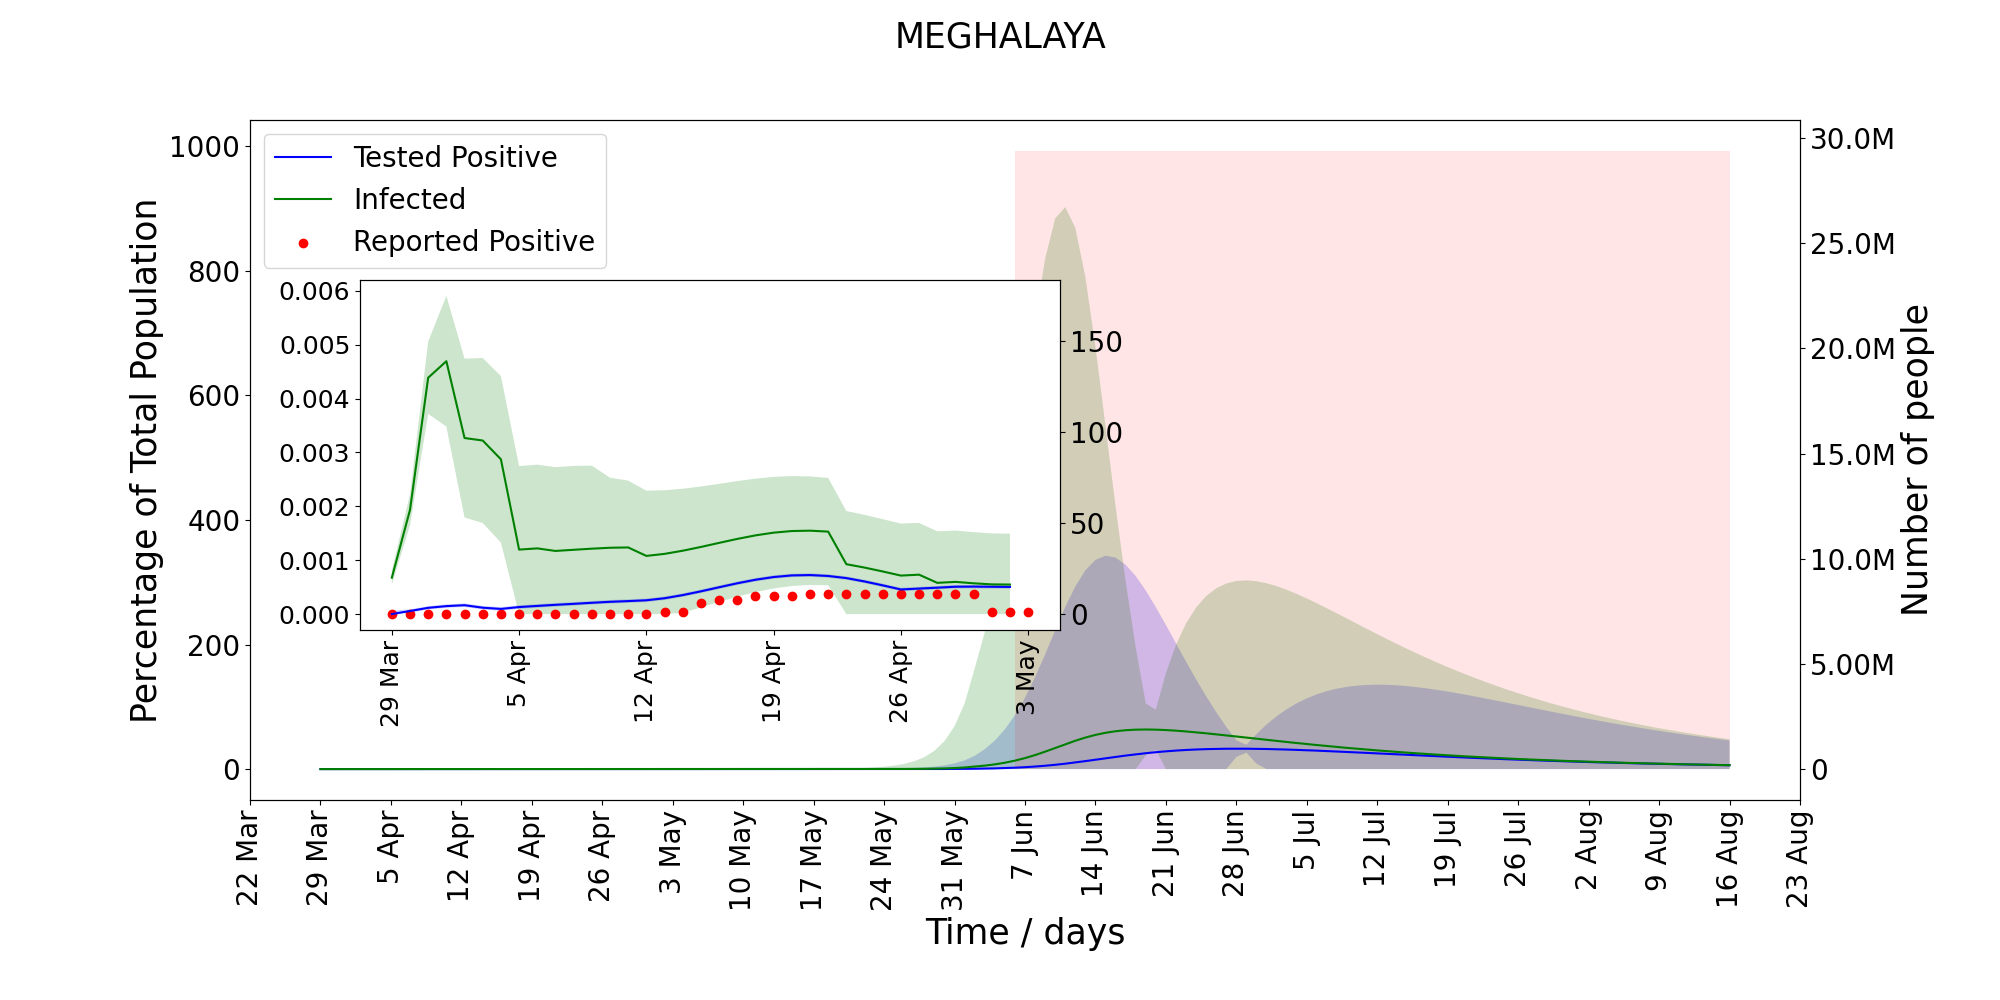 MEGHALAYA
Percentage of Total Population
1000
800
600
400
200
0
Tested Positive
Infected
Reported Positive
0.006
0.005
0.004
0.003
0.002
0.001
0.000
150
100
50
0
29 Mar
5 Apr
12 Apr
19 Apr
26 Apr
3 May
30.0M
25.0M
20.0M
15.0M
10.0M
5.00M
0
Number of people
22 Mar
29 Mar
5 Apr
12 Apr
19 Apr
26 Apr
3 May
10 May
17 May
24 May
31 May
7 Jun
14 Jun
21 Jun
28 Jun
5 Jul
12 Jul
19 Jul
26 Jul
2 Aug
9 Aug
16 Aug
23 Aug
Time / days